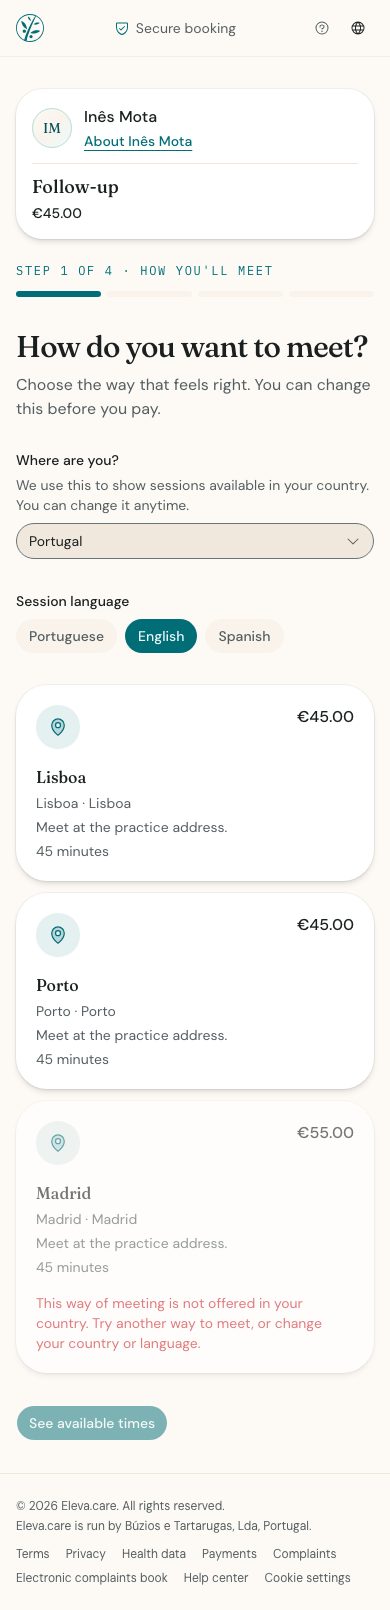 Secure booking
IM
Inês Mota
About Inês Mota
Follow-up
€45.00
STEP 1 OF 4 · HOW YOU'LL MEET
How do you want to meet?
Choose the way that feels right. You can change
this before you pay.
Where are you?
We use this to show sessions available in your country.
You can change it anytime.
Portugal
Session language
Portuguese English Spanish
€45.00
Lisboa
Lisboa · Lisboa
Meet at the practice address.
45 minutes
€45.00
Porto
Porto · Porto
Meet at the practice address.
45 minutes
€55.00
Madrid
Madrid · Madrid
Meet at the practice address.
45 minutes
This way of meeting is not offered in your
country. Try another way to meet, or change
your country or language.
See available times
© 2026 Eleva.care. All rights reserved.
Eleva.care is run by Búzios e Tartarugas, Lda, Portugal.
Terms Privacy Health data Payments Complaints
Electronic complaints book Help center Cookie settings